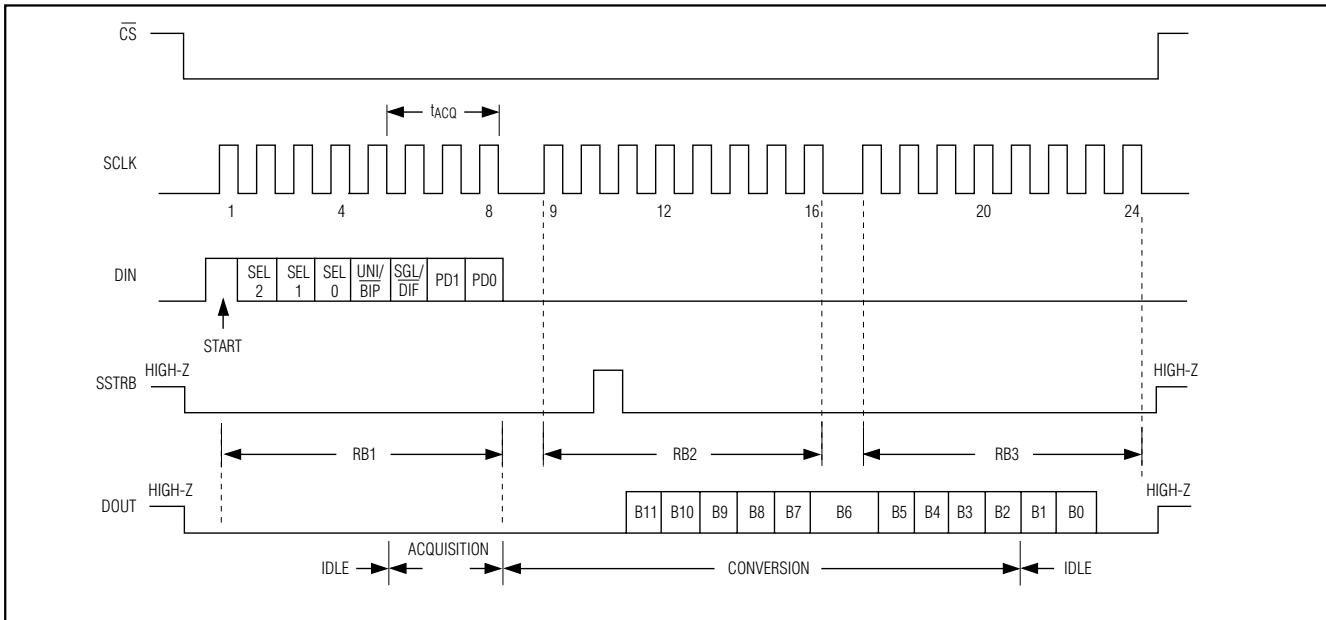 CS
tACQ
SCLK
1 4 8 9 12 16 20 24
DIN
SEL 2 SEL 1 SEL 0 UNI/BIP SGL/DIF PD1 PD0
START
HIGH-Z HIGH-Z
SSTRB
RB1 RB2 RB3
HIGH-Z HIGH-Z
DOUT
B11 B10 B9 B8 B7 B6 B5 B4 B3 B2 B1 B0
IDLE ACQUISITION CONVERSION IDLE